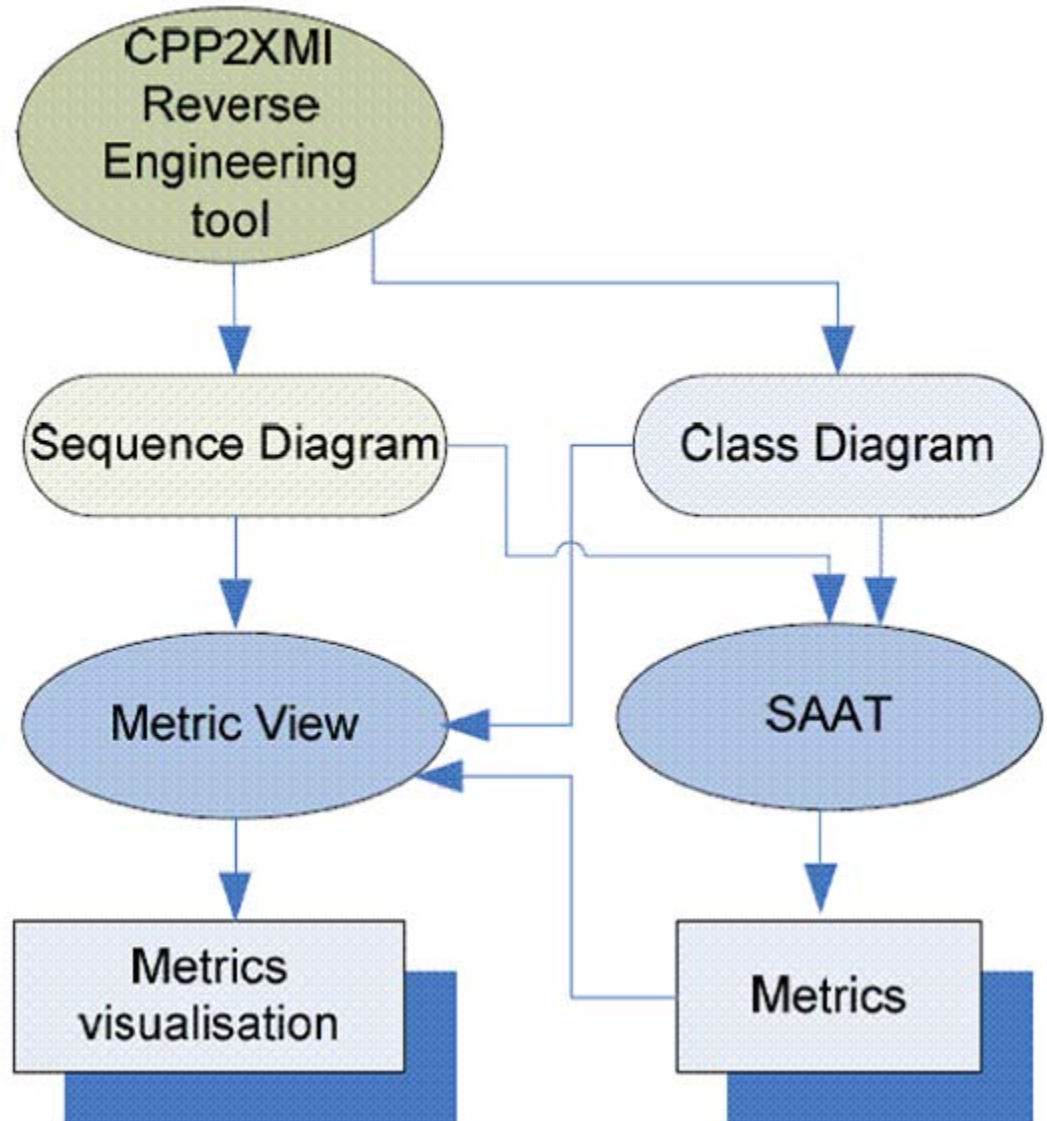 CPP2XMI
Reverse
Engineering
tool
Sequence Diagram
Class Diagram
Metric View
SAAT
Metrics
visualisation
Metrics